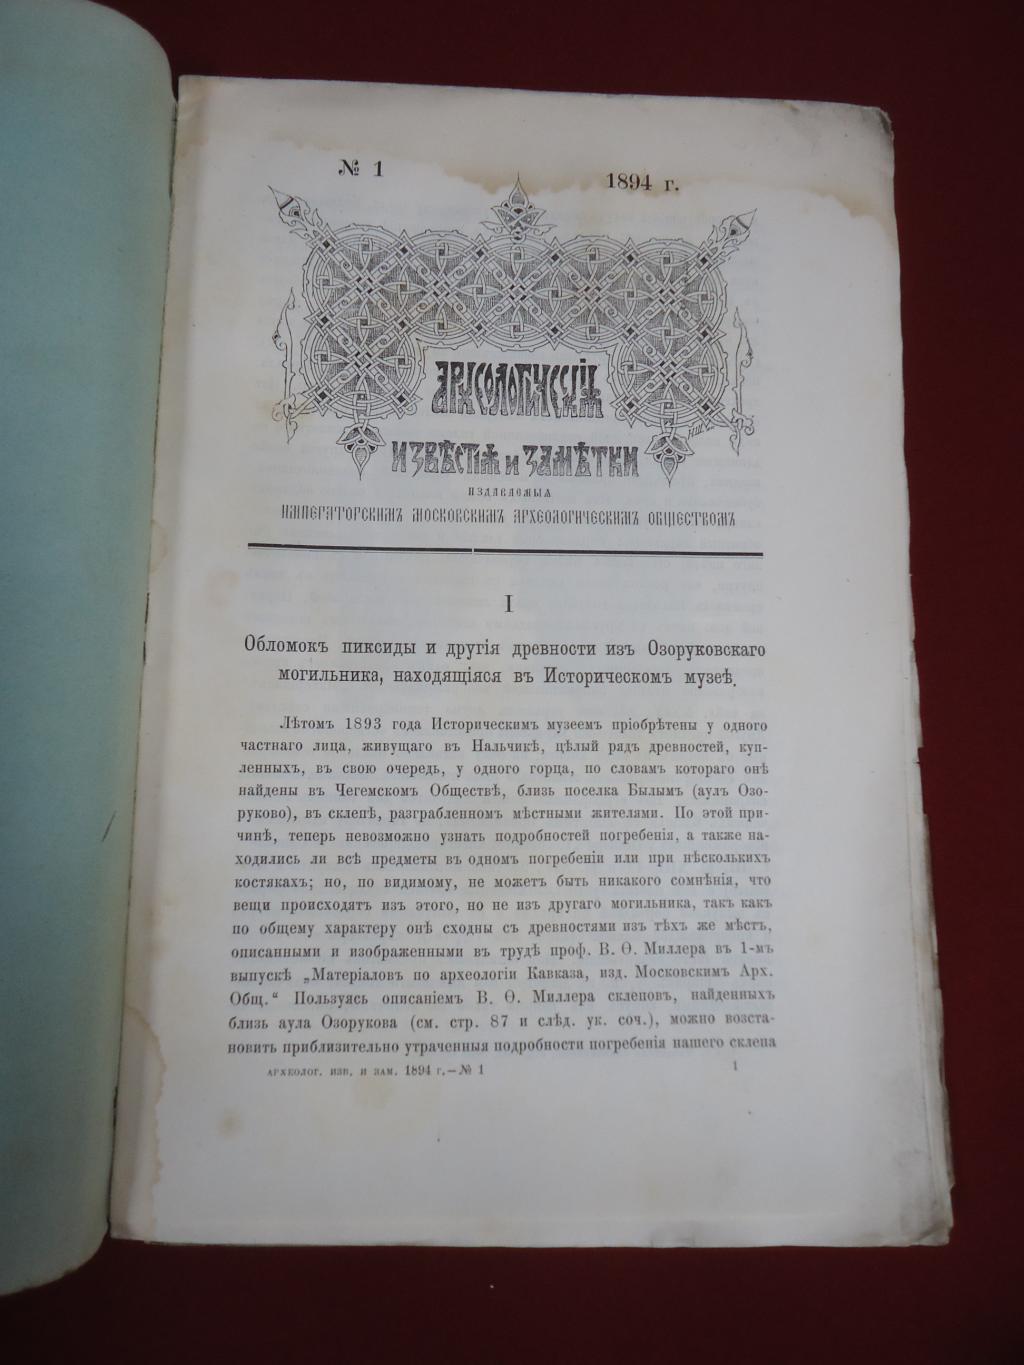 № 1
1894 г.
АРХЕОЛОГИЧЕСКІЯ
ИЗВѢСТІЯ И ЗАМѢТКИ
ИЗДАВАЕМЫЯ
ИМПЕРАТОРСКИМЪ МОСКОВСКИМЪ АРХЕОЛОГИЧЕСКИМЪ ОБЩЕСТВОМЪ
I
Обломокъ пиксиды и другія древности изъ Озоруковскаго
могильника, находящіяся въ Историческомъ музеѣ.
Лѣтомъ 1893 года Историческимъ музеемъ пріобрѣтены у одного
частнаго лица, живущаго въ Нальчикѣ, цѣлый рядъ древностей, куп-
ленныхъ, въ свою очередь, у одного горца, по словамъ котораго онѣ
найдены въ Чегемскомъ Обществѣ, близь поселка Былымъ (аулъ Озо-
руково), въ склепѣ, разграбленномъ мѣстными жителями. По этой при-
чинѣ, теперь невозможно узнать подробностей погребенія, а также на-
ходились ли всѣ предметы въ одномъ погребеніи или при нѣсколькихъ
костякахъ; но, по видимому, не можетъ быть никакого сомнѣнія, что
вещи происходятъ изъ этого, но не изъ другаго могильника, такъ какъ
по общему характеру онѣ сходны съ древностями изъ тѣхъ же мѣстъ,
описанными и изображенными въ трудѣ проф. В. Ѳ. Миллера въ 1-мъ
выпускѣ „Матеріаловъ по археологіи Кавказа, изд. Московскимъ Арх.
Общ.“ Пользуясь описаніемъ В. Ѳ. Миллера склеповъ, найденныхъ
близь аула Озорукова (см. стр. 87 и слѣд. ук. соч.), можно возста-
новить приблизительно утраченныя подробности погребенія нашего склепа
АРХЕОЛОГ. ИЗВ. И ЗАМ. 1894 г.—№ 1
1